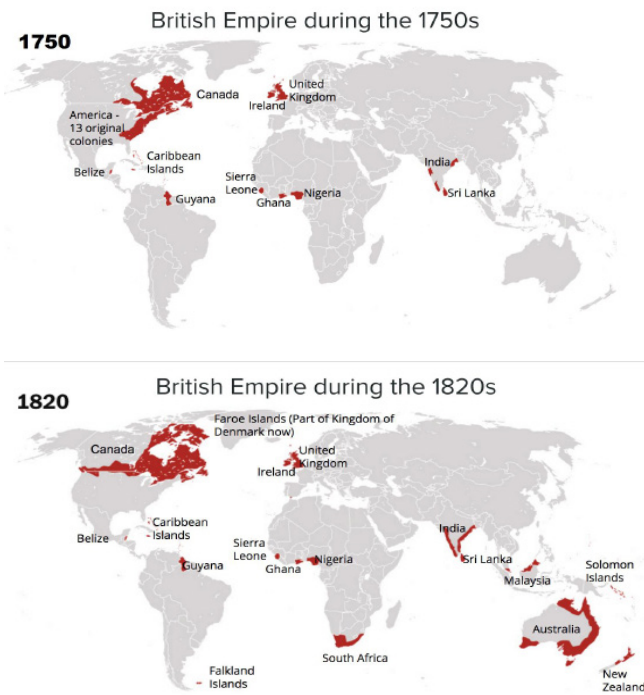 British Empire during the 1750s
1750
Canada
United
Kingdom
Ireland
America -
13 original
colonies
Caribbean
Islands
Belize
Sierra
Leone
Ghana
Nigeria
Guyana
India
Sri Lanka
British Empire during the 1820s
1820
Faroe Islands (Part of Kingdom of
Denmark now)
Canada
United
Kingdom
Ireland
Caribbean
Islands
Belize
Sierra
Leone
Ghana
Nigeria
Guyana
India
Sri Lanka
Malaysia
Solomon
Islands
Australia
South Africa
Falkland
Islands
New
Zealand